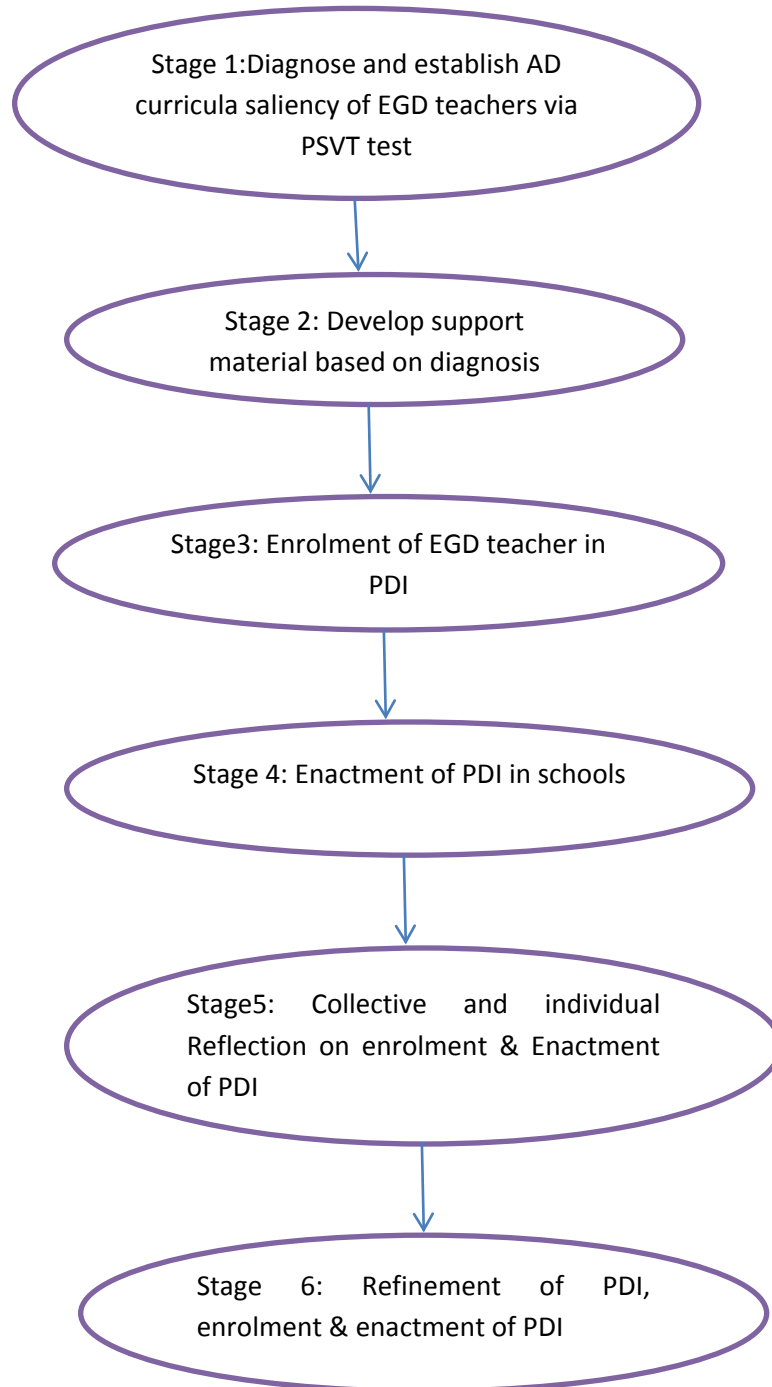 Stage 1:Diagnose and establish AD
curricula saliency of EGD teachers via
PSVT test
Stage 2: Develop support
material based on diagnosis
Stage3: Enrolment of EGD teacher in
PDI
Stage 4: Enactment of PDI in schools
Stage5: Collective and individual
Reflection on enrolment & Enactment
of PDI
Stage 6: Refinement of PDI,
enrolment & enactment of PDI